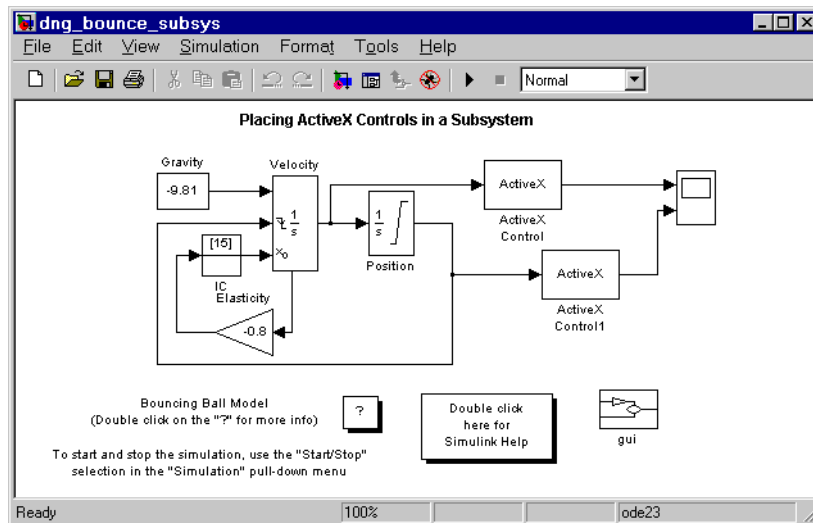 dng_bounce_subsys
File Edit View Simulation Format Tools Help
Normal
Placing ActiveX Controls in a Subsystem
Gravity
-9.81
Velocity
1
s
xo
[15]
IC
Elasticity
-0.8
1
s
Position
ActiveX
ActiveX
Control
ActiveX
ActiveX
Control1
Bouncing Ball Model
(Double click on the "?" for more info)
?
Double click
here for
Simulink Help
gui
To start and stop the simulation, use the "Start/Stop"
selection in the "Simulation" pull-down menu
Ready 100% ode23